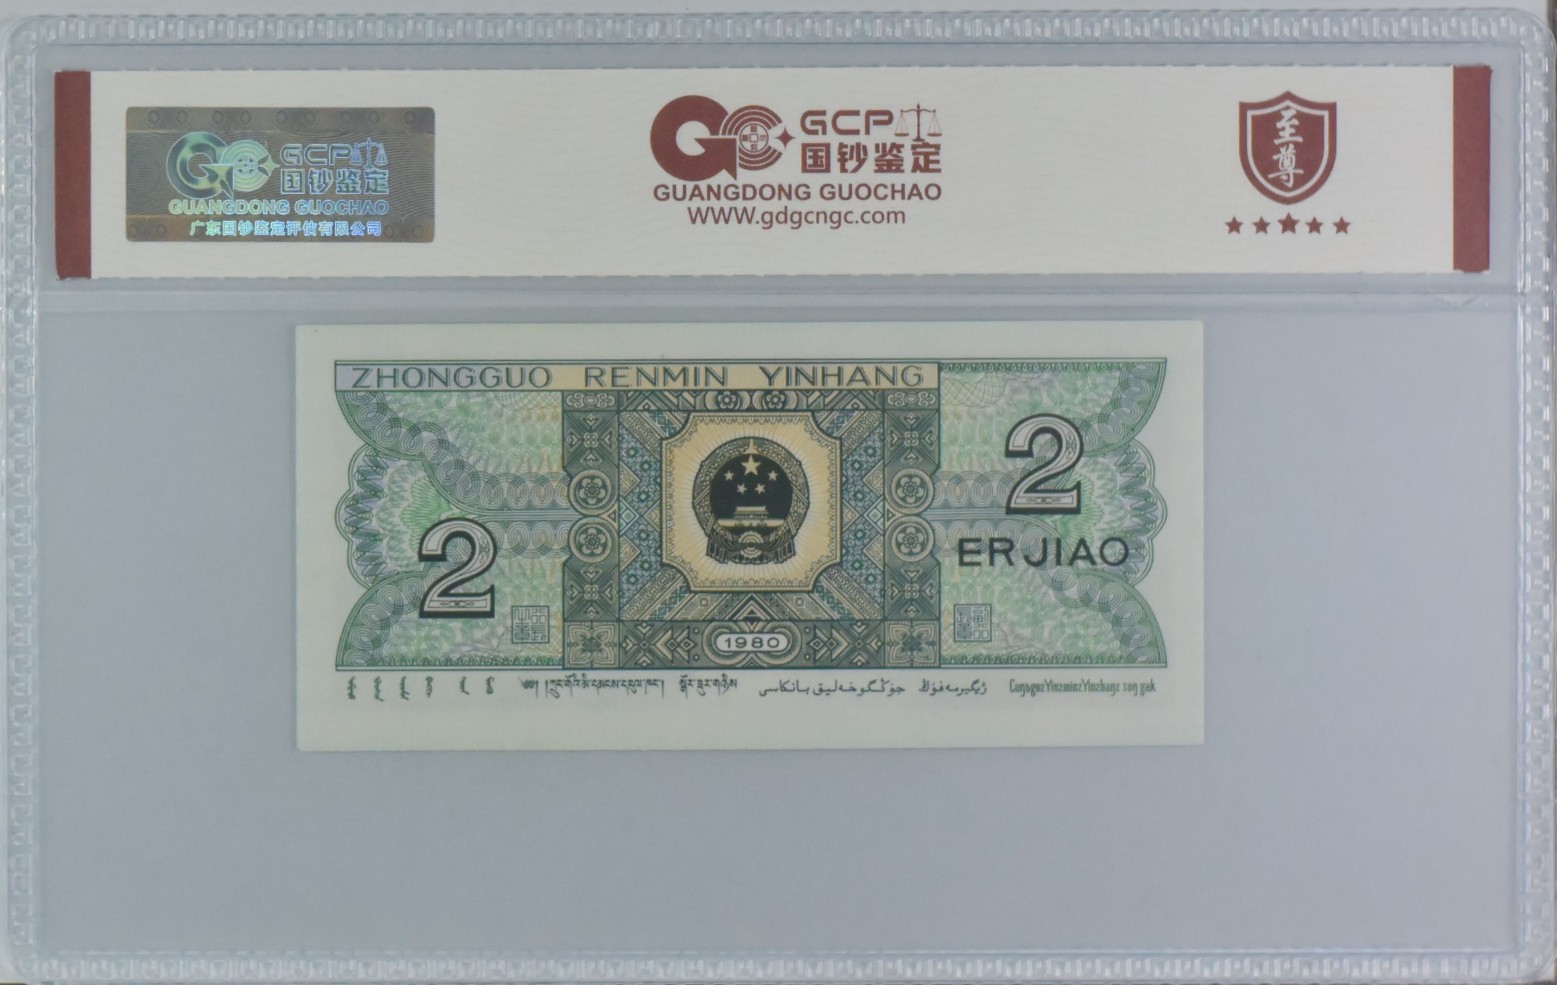 GCP
国钞鉴定
GUANGDONG GUOCHAO
广东国钞鉴定评估有限公司
GCP
国钞鉴定
GUANGDONG GUOCHAO
WWW.gdgcngc.com
至
尊
ZHONGGUO RENMIN YINHANG
2
2
ERJIAO
1980
جۇڭگوخەلىق بانكاسى